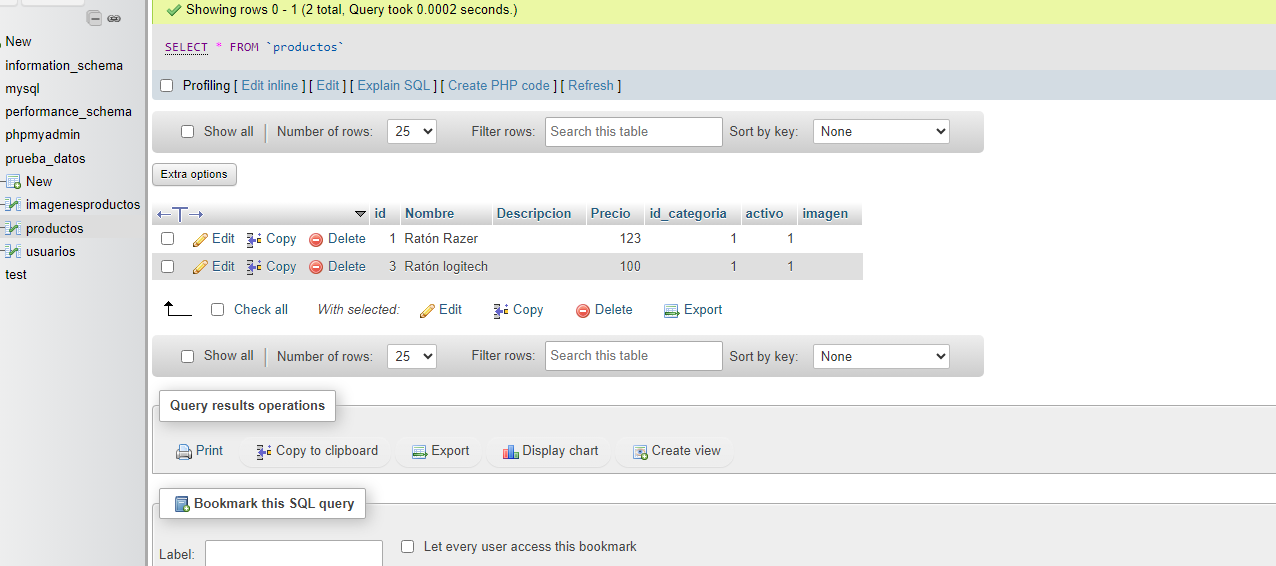 Showing rows 0 - 1 (2 total, Query took 0.0002 seconds.)
SELECT * FROM `productos`
Profiling [ Edit inline ] [ Edit ] [ Explain SQL ] [ Create PHP code ] [ Refresh ]
Show all Number of rows: 25 Filter rows: Search this table Sort by key: None
Extra options
id Nombre Descripcion Precio id_categoria activo imagen
Edit Copy Delete 1 Ratón Razer 123 1 1
Edit Copy Delete 3 Ratón logitech 100 1 1
Check all With selected: Edit Copy Delete Export
Show all Number of rows: 25 Filter rows: Search this table Sort by key: None
Query results operations
Print Copy to clipboard Export Display chart Create view
Bookmark this SQL query
Label: Let every user access this bookmark
New
information_schema
mysql
performance_schema
phpmyadmin
prueba_datos
New
imagenesproductos
productos
usuarios
test